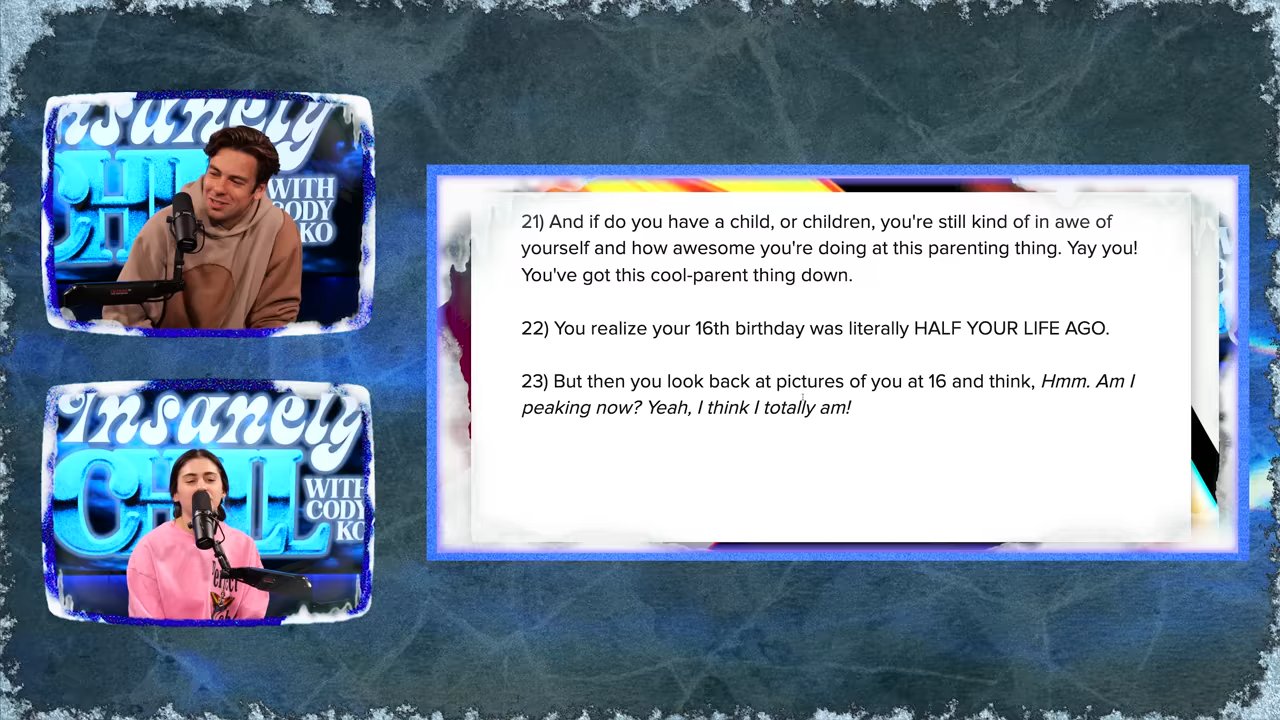 Insanely
CHILL
WITH
CODY
KO
Insanely
CHILL
WITH
CODY
KO
21) And if do you have a child, or children, you're still kind of in awe of
yourself and how awesome you're doing at this parenting thing. Yay you!
You've got this cool-parent thing down.
22) You realize your 16th birthday was literally HALF YOUR LIFE AGO.
23) But then you look back at pictures of you at 16 and think, Hmm. Am I
peaking now? Yeah, I think I totally am!